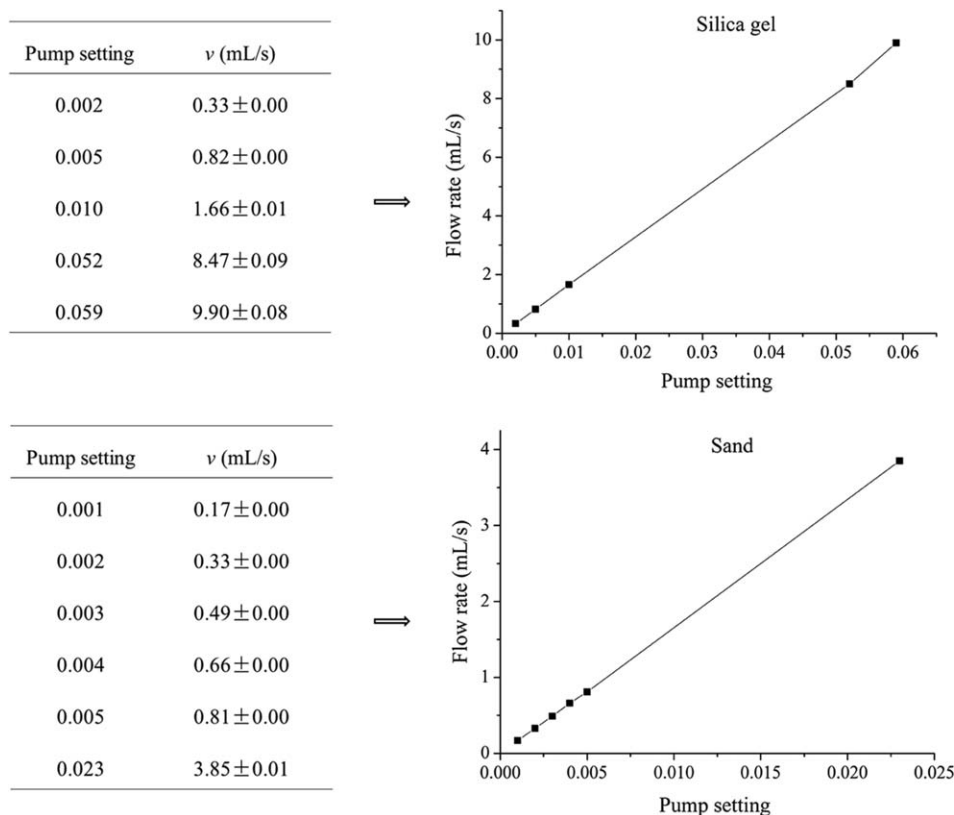 Pump setting v (mL/s)
0.002 0.33±0.00
0.005 0.82±0.00
0.010 1.66±0.01
0.052 8.47±0.09
0.059 9.90±0.08
⇒
Silica gel
Flow rate (mL/s)
10
8
6
4
2
0
0.00 0.01 0.02 0.03 0.04 0.05 0.06
Pump setting
Pump setting v (mL/s)
0.001 0.17±0.00
0.002 0.33±0.00
0.003 0.49±0.00
0.004 0.66±0.00
0.005 0.81±0.00
0.023 3.85±0.01
⇒
Sand
Flow rate (mL/s)
4
3
2
1
0
0.000 0.005 0.010 0.015 0.020 0.025
Pump setting